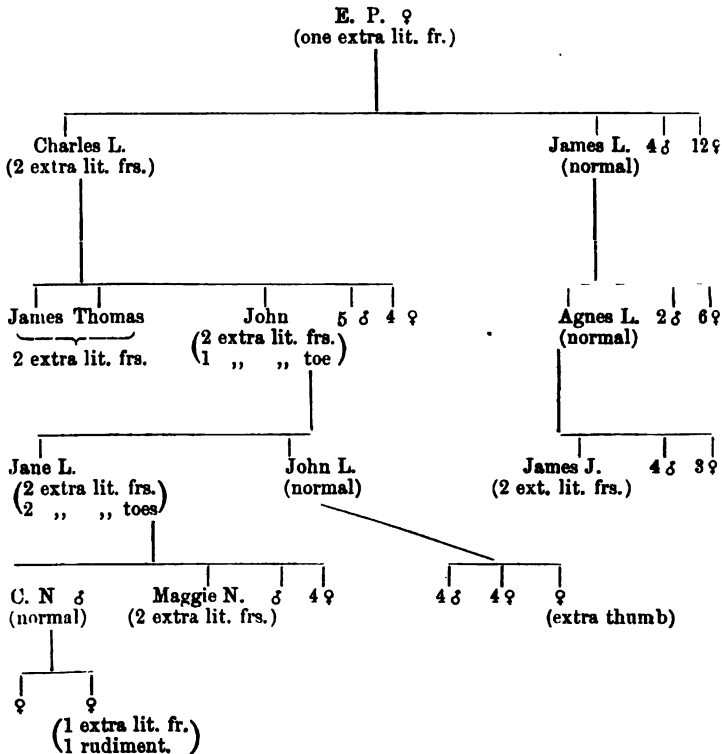 E. P. ♀
(one extra lit. fr.)
Charles L.
(2 extra lit. frs.)
James L. 4 ♂ 12 ♀
(normal)
James Thomas
2 extra lit. frs.
John 5 ♂ 4 ♀
(2 extra lit. frs.
1 „ „ toe)
Agnes L. 2 ♂ 6 ♀
(normal)
Jane L.
(2 extra lit. frs.
2 „ „ toes)
John L.
(normal)
James J. 4 ♂ 3 ♀
(2 ext. lit. frs.)
C. N ♂
(normal)
Maggie N. ♂ 4 ♀
(2 extra lit. frs.)
4 ♂ 4 ♀ ♀
(extra thumb)
♀ ♀
(1 extra lit. fr.
1 rudiment.)